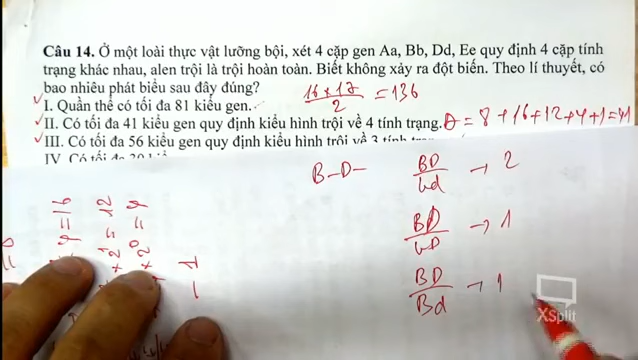 Câu 14. Ở một loài thực vật lưỡng bội, xét 4 cặp gen Aa, Bb, Dd, Ee quy định 4 cặp tính
trạng khác nhau, alen trội là trội hoàn toàn. Biết không xảy ra đột biến. Theo lí thuyết, có
bao nhiêu phát biểu sau đây đúng?
16 × 17 / 2 = 136
I. Quần thể có tối đa 81 kiểu gen.
II. Có tối đa 41 kiểu gen quy định kiểu hình trội về 4 tính trạng.
= 8 + 16 + 12 + 4 + 1 = 41
III. Có tối đa 56 kiểu gen quy định kiểu hình trội về 3 tính
IV. Có tối đa
B-D- BD/bd → 2
BD/bD → 1
BD/Bd → 1
= 16
= 12
XSplit